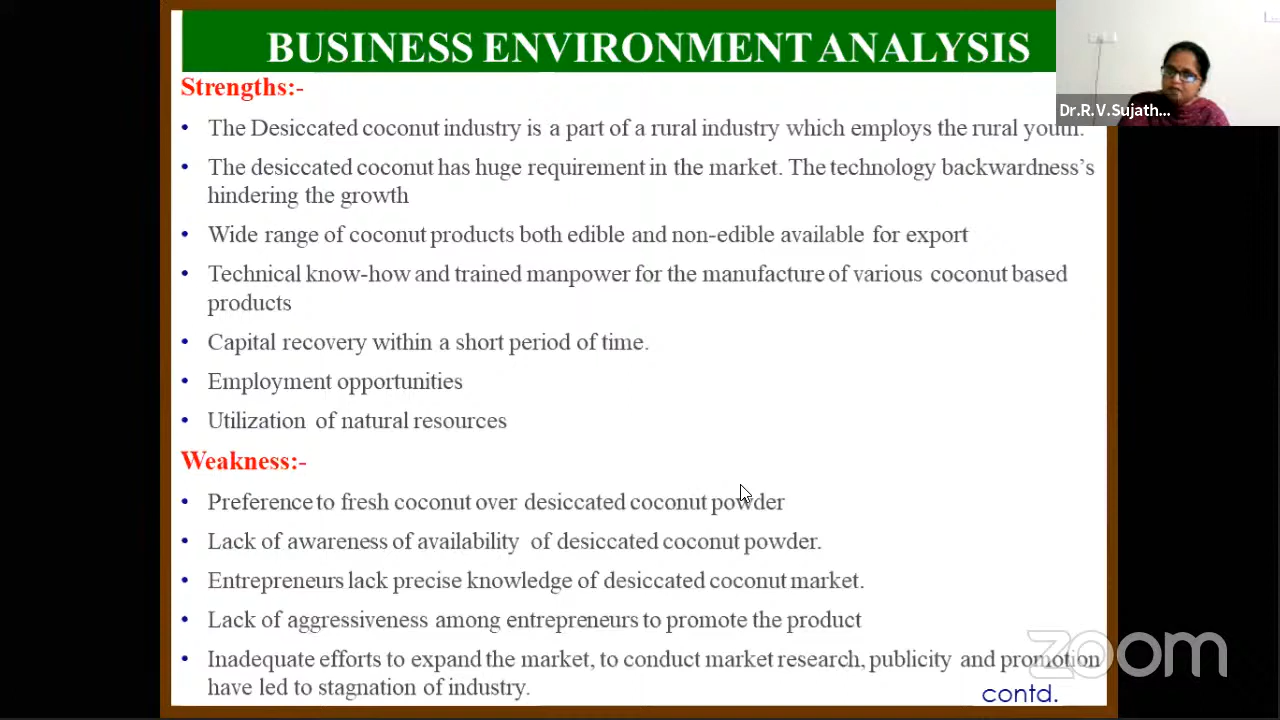 BUSINESS ENVIRONMENT ANALYSIS
Dr.R.V.Sujath...
Strengths:-
• The Desiccated coconut industry is a part of a rural industry which employs the rural youth.
• The desiccated coconut has huge requirement in the market. The technology backwardness's
hindering the growth
• Wide range of coconut products both edible and non-edible available for export
• Technical know-how and trained manpower for the manufacture of various coconut based
products
• Capital recovery within a short period of time.
• Employment opportunities
• Utilization of natural resources
Weakness:-
• Preference to fresh coconut over desiccated coconut powder
• Lack of awareness of availability of desiccated coconut powder.
• Entrepreneurs lack precise knowledge of desiccated coconut market.
• Lack of aggressiveness among entrepreneurs to promote the product
• Inadequate efforts to expand the market, to conduct market research, publicity and promotion
have led to stagnation of industry.
contd.
zoom